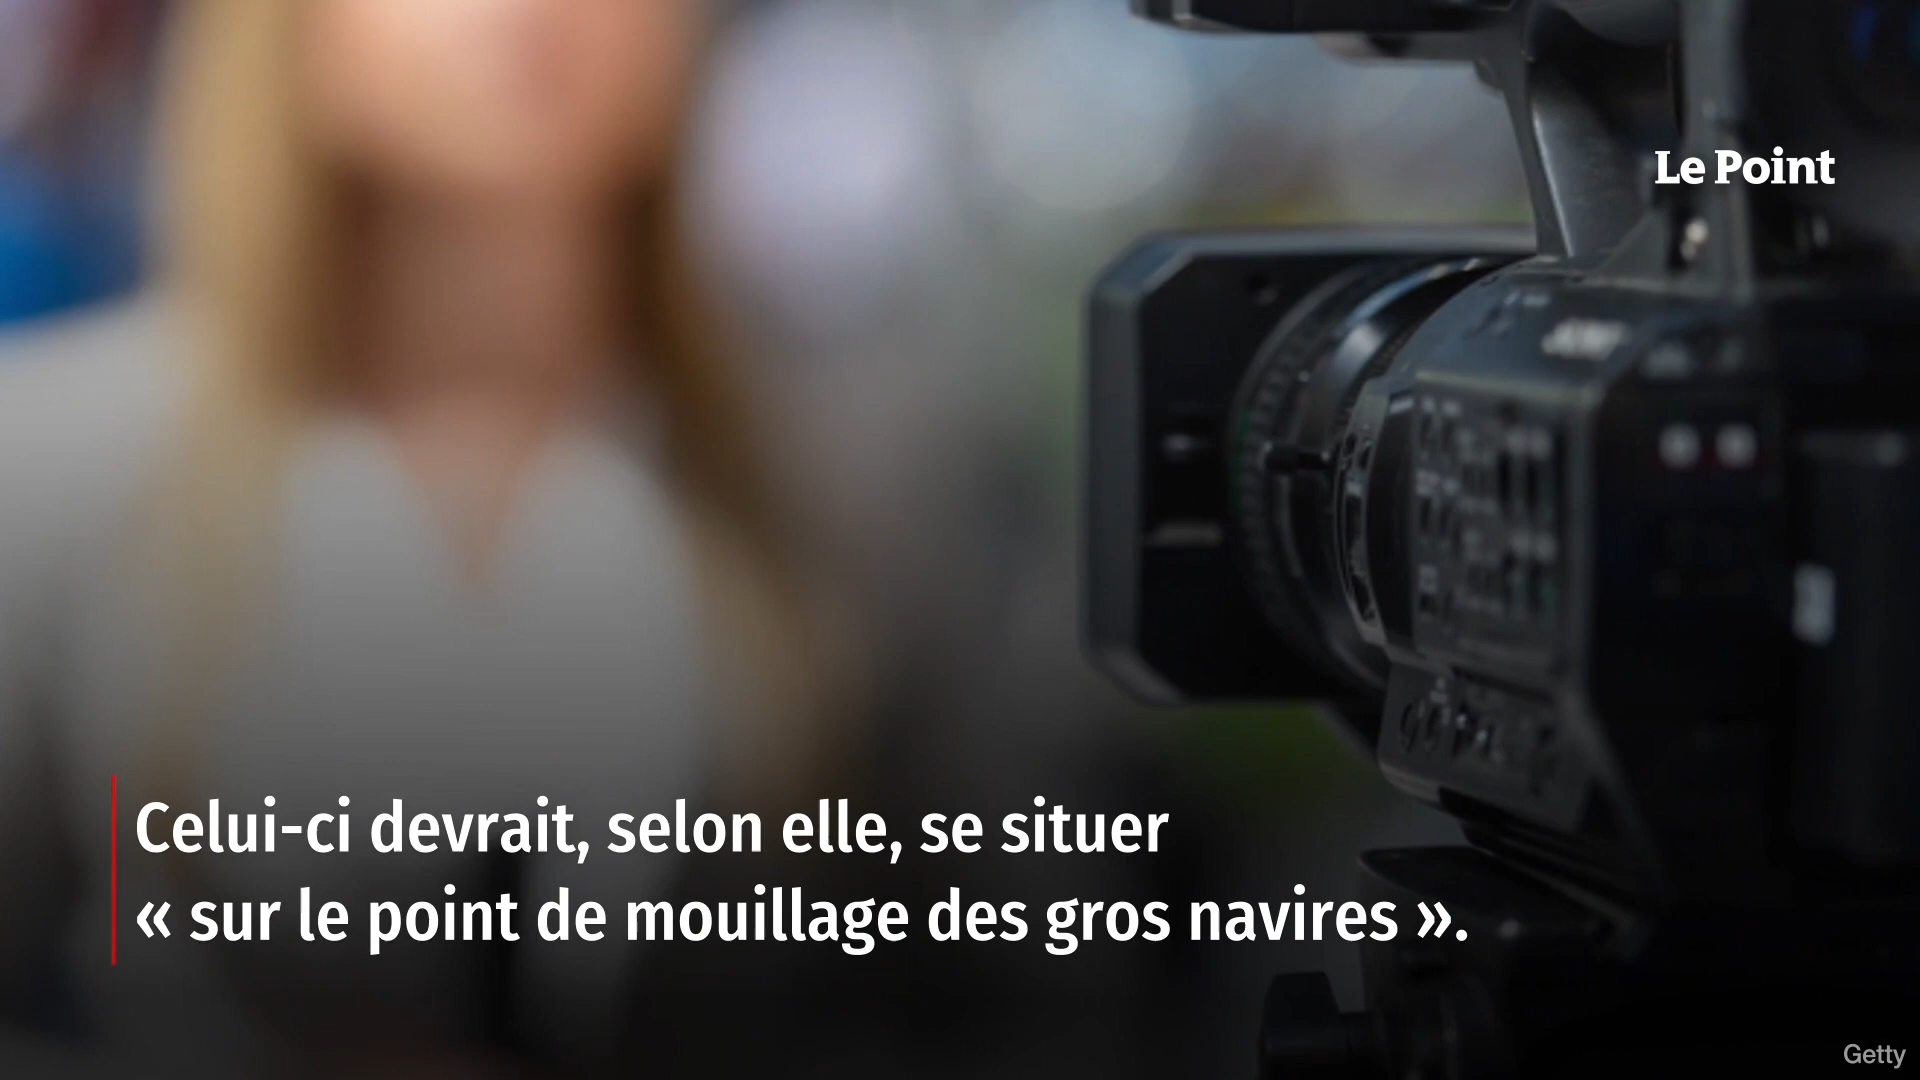 Le Point
Celui-ci devrait, selon elle, se situer
« sur le point de mouillage des gros navires ».
Getty